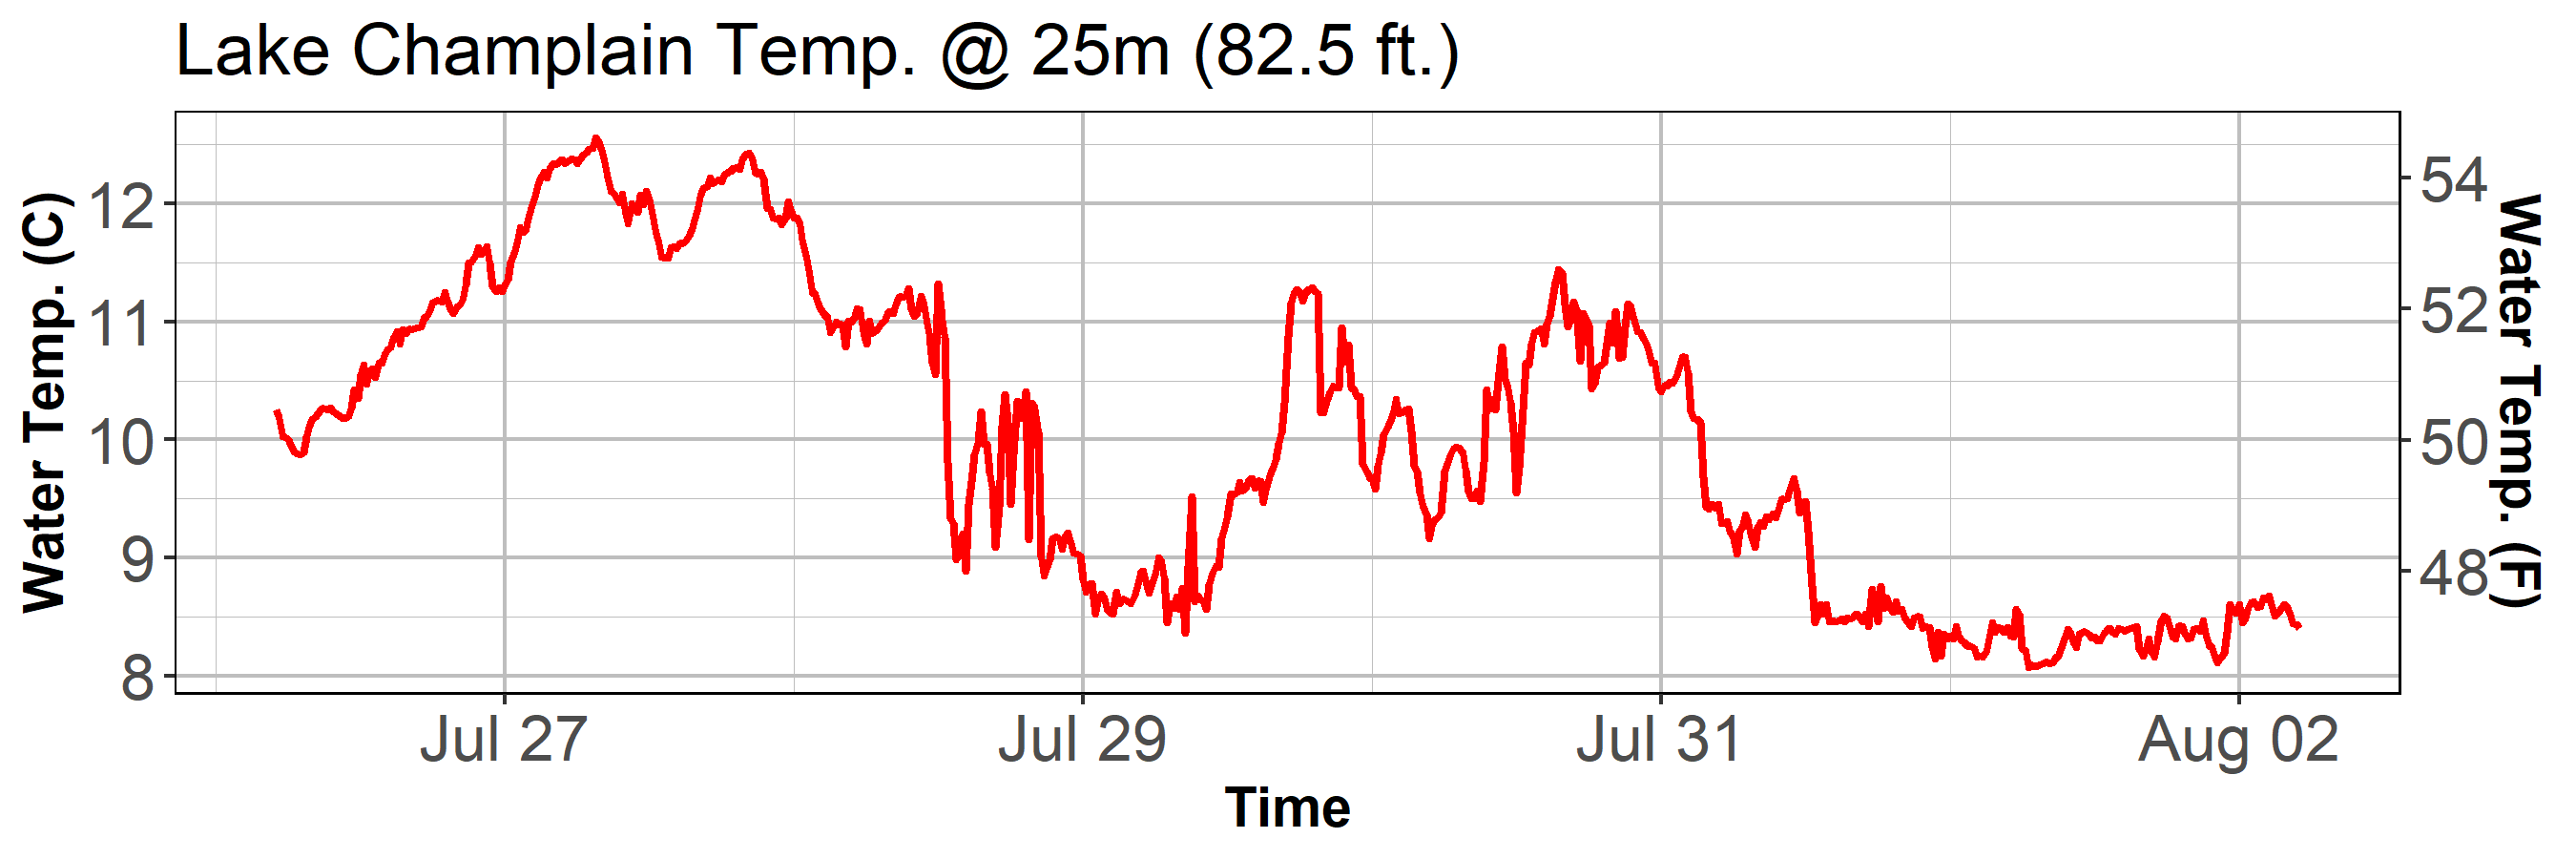 Lake Champlain Temp. @ 25m (82.5 ft.)
Water Temp. (C)
12
11
10
9
8
54
52
50
48
Water Temp. (F)
Jul 27
Jul 29
Jul 31
Aug 02
Time